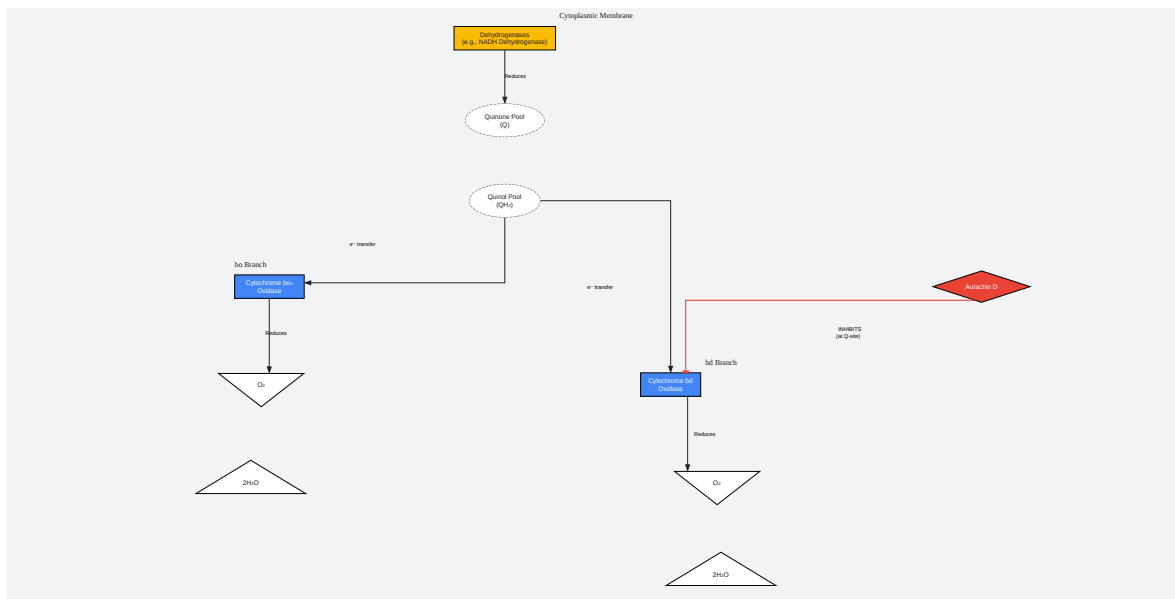 Cytoplasmic Membrane
Dehydrogenases
(e.g., NADH Dehydrogenase)
Reduces
Quinone Pool
(Q)
Quinol Pool
(QH₂)
e⁻ transfer
bo Branch
Cytochrome bo₃
Oxidase
Reduces
O₂
2H₂O
e⁻ transfer
Aurachin D
INHIBITS
(at Q-site)
bd Branch
Cytochrome bd
Oxidase
Reduces
O₂
2H₂O